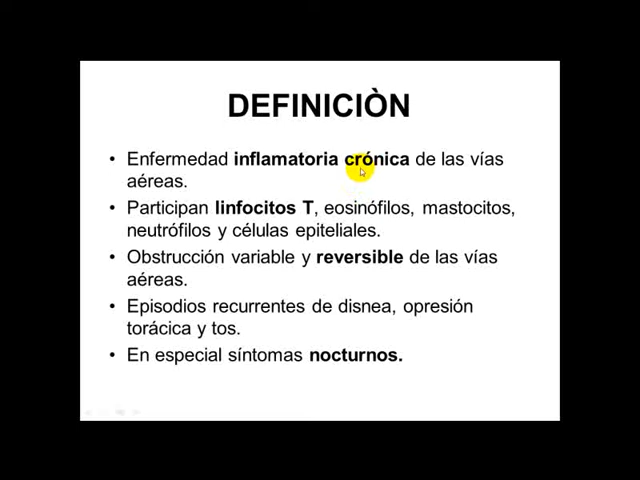 DEFINICIÒN
• Enfermedad inflamatoria crónica de las vías
aéreas.
• Participan linfocitos T, eosinófilos, mastocitos,
neutrófilos y células epiteliales.
• Obstrucción variable y reversible de las vías
aéreas.
• Episodios recurrentes de disnea, opresión
torácica y tos.
• En especial síntomas nocturnos.